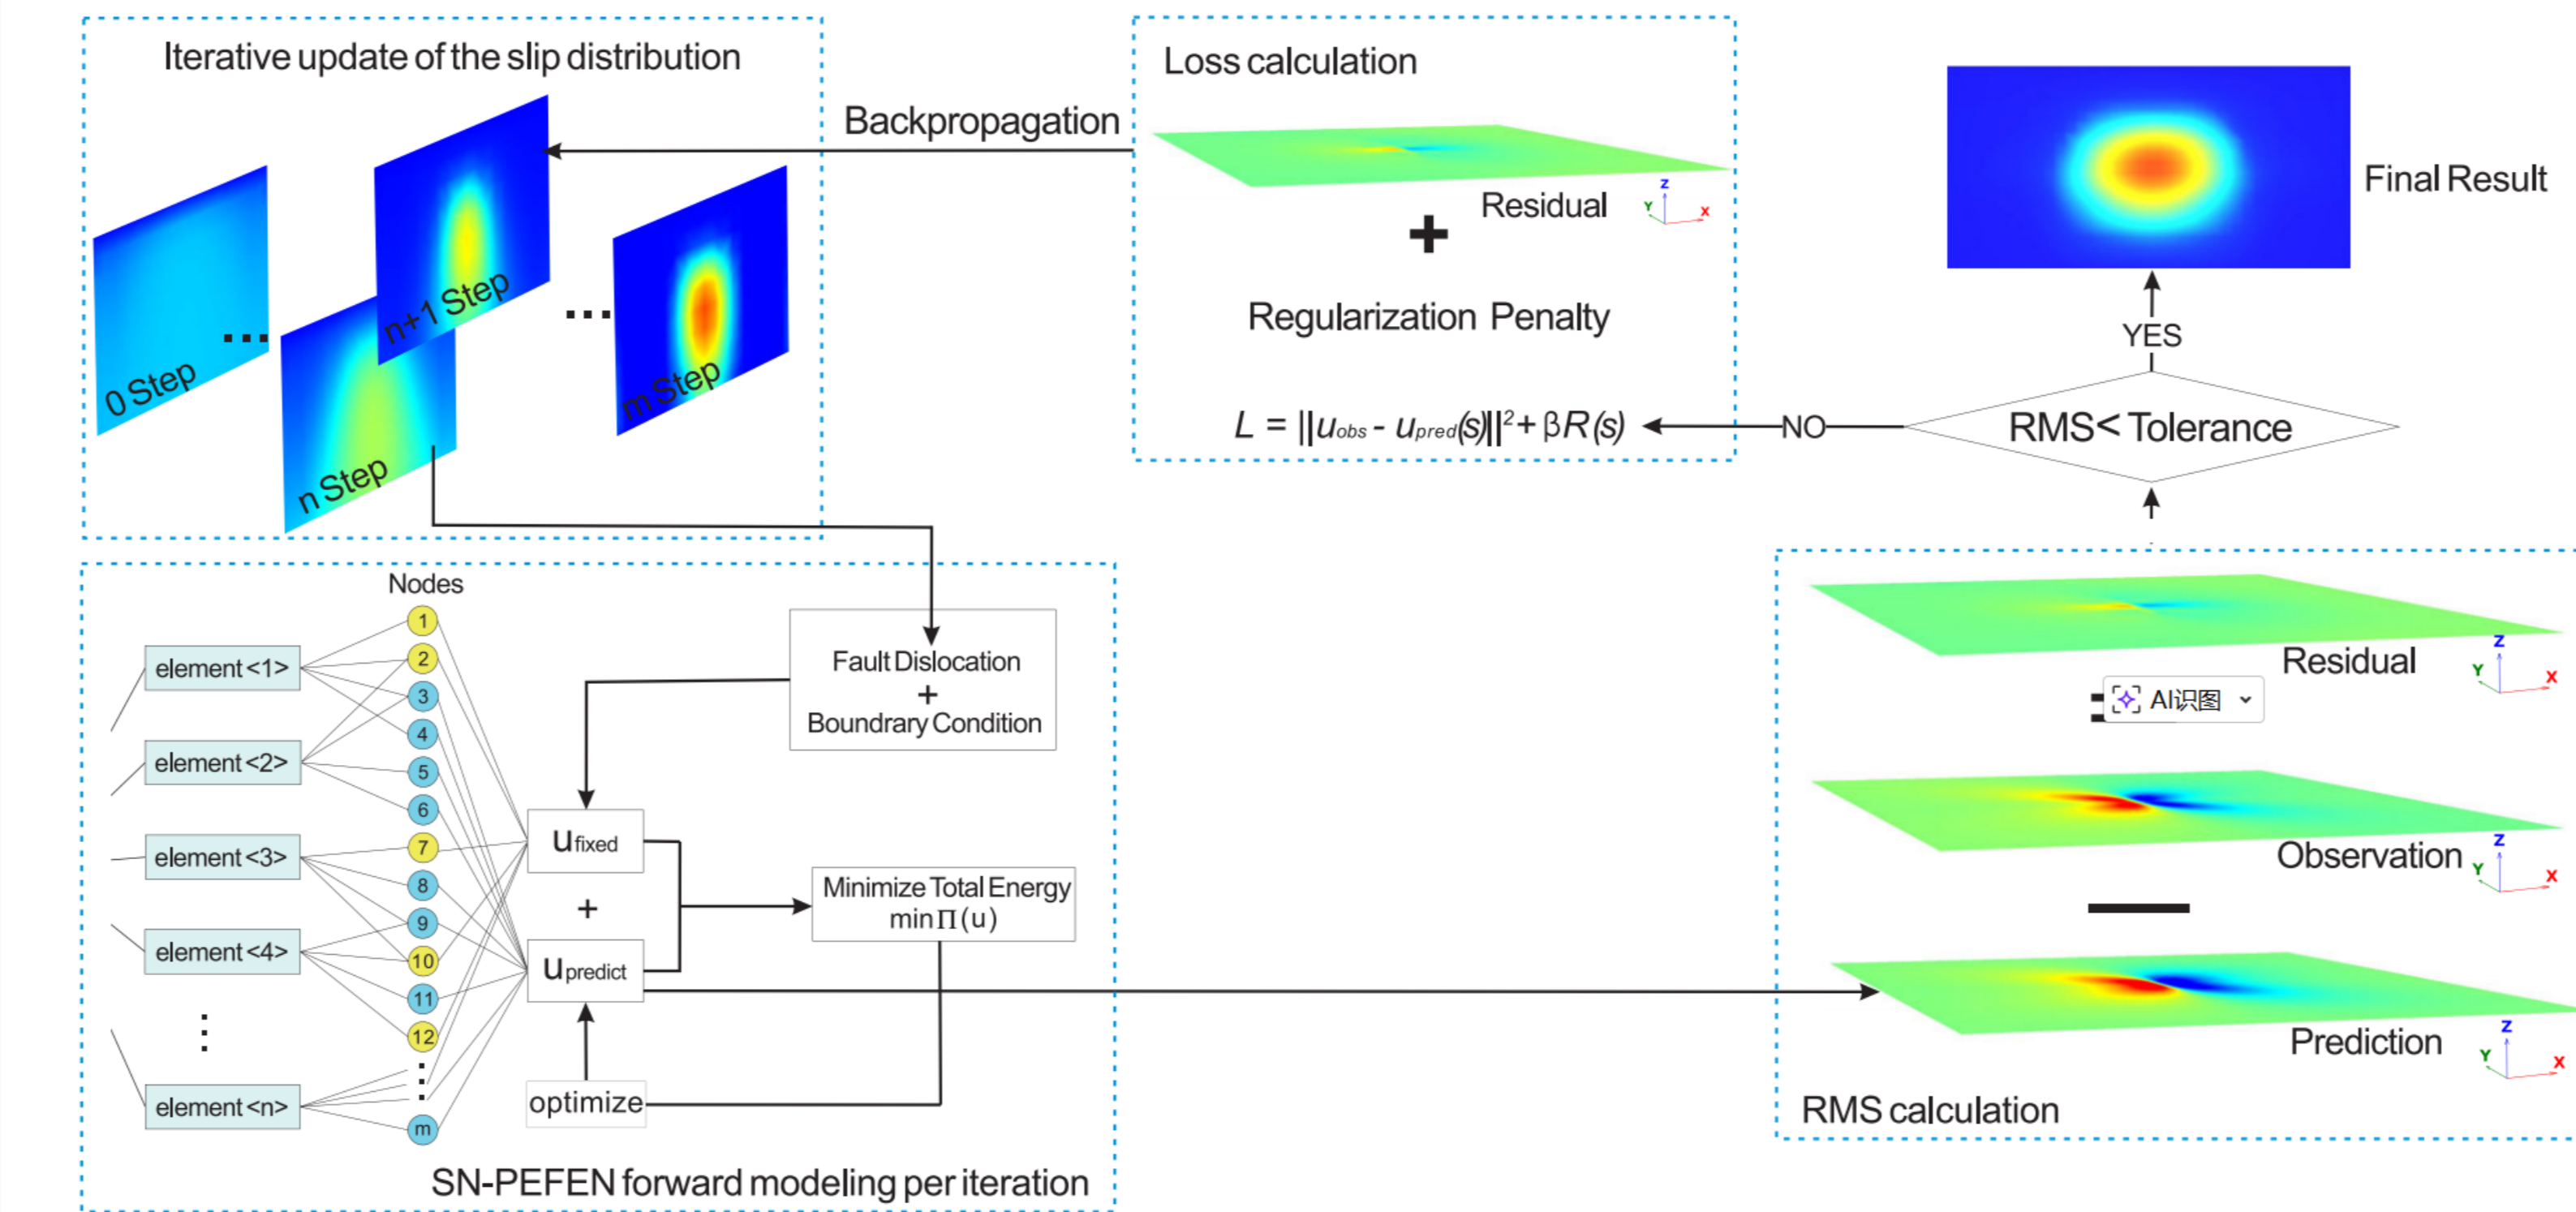 Iterative update of the slip distribution
0 Step
...
n Step
n+1 Step
...
m Step
Backpropagation
Loss calculation
Residual
Z
Y
X
+
Regularization Penalty
L = ||uobs - upred(s)||²+ βR(s)
NO
RMS< Tolerance
YES
Final Result
Nodes
element <1>
element <2>
element <3>
element <4>
element <n>
1
2
3
4
5
6
7
8
9
10
11
12
m
Fault Dislocation
+
Boundrary Condition
u fixed
+
u predict
Minimize Total Energy
min Π (u)
optimize
SN-PEFEN forward modeling per iteration
Residual
Z
Y
X
AI识图
Observation
Z
Y
X
Prediction
Z
Y
X
RMS calculation